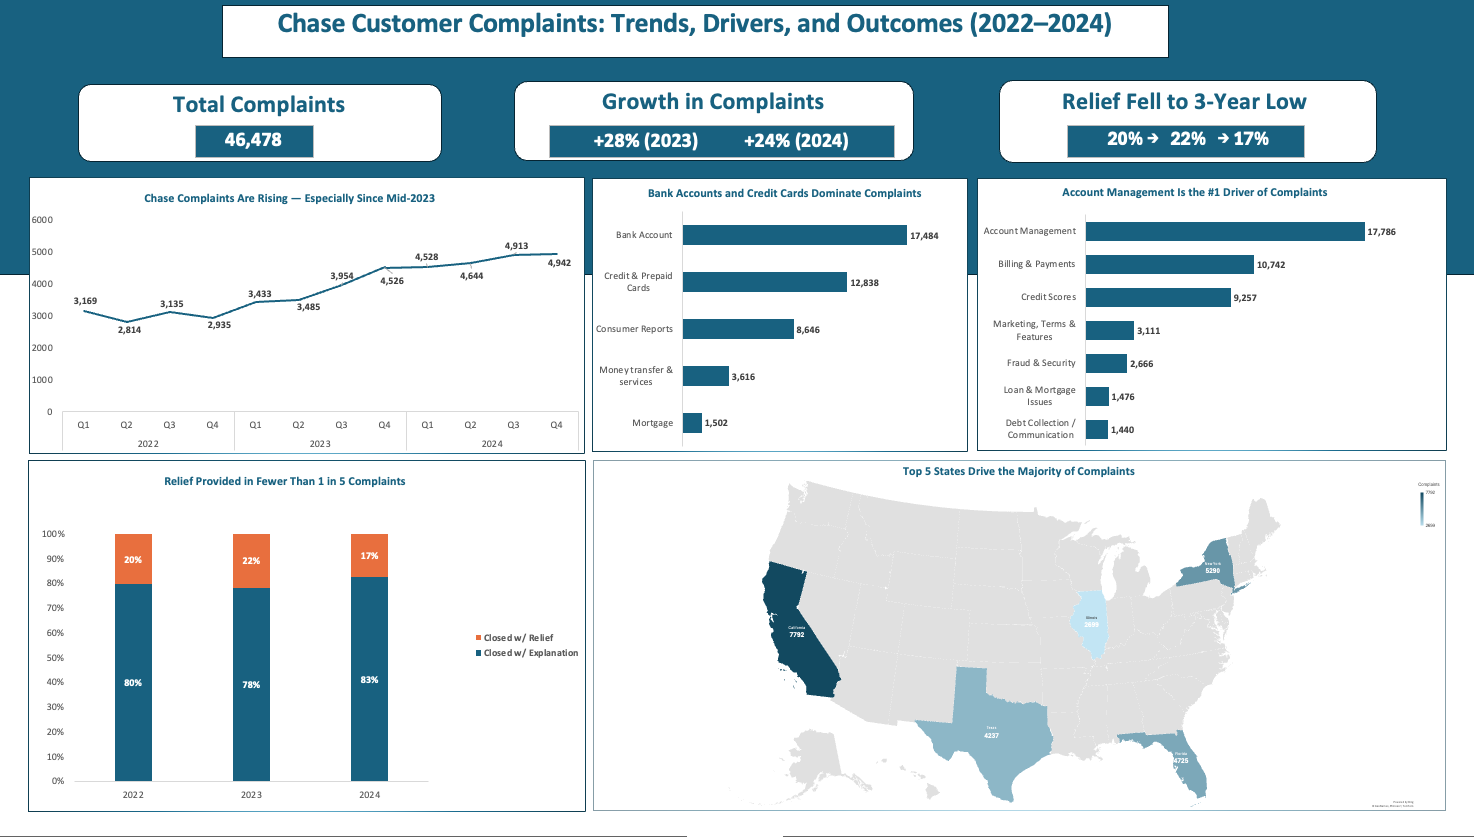 Chase Customer Complaints: Trends, Drivers, and Outcomes (2022–2024)
Total Complaints
46,478
Growth in Complaints
+28% (2023) +24% (2024)
Relief Fell to 3-Year Low
20% → 22% → 17%
Chase Complaints Are Rising — Especially Since Mid-2023
6000
5000
4000
3000
2000
1000
0
3,169
2,814
3,135
2,935
3,433
3,485
3,954
4,526
4,528
4,644
4,913
4,942
Q1 Q2 Q3 Q4 Q1 Q2 Q3 Q4 Q1 Q2 Q3 Q4
2022 2023 2024
Bank Accounts and Credit Cards Dominate Complaints
Bank Account 17,484
Credit & Prepaid
Cards 12,838
Consumer Reports 8,646
Money transfer &
services 3,616
Mortgage 1,502
Account Management Is the #1 Driver of Complaints
Account Management 17,786
Billing & Payments 10,742
Credit Scores 9,257
Marketing, Terms &
Features 3,111
Fraud & Security 2,666
Loan & Mortgage
Issues 1,476
Debt Collection /
Communication 1,440
Relief Provided in Fewer Than 1 in 5 Complaints
100%
90%
80%
70%
60%
50%
40%
30%
20%
10%
0%
20% 22% 17%
80% 78% 83%
2022 2023 2024
Closed w/ Relief
Closed w/ Explanation
Top 5 States Drive the Majority of Complaints
Complaints
California
7792
Texas
4237
Illinois
New York
5290
Florida
4725